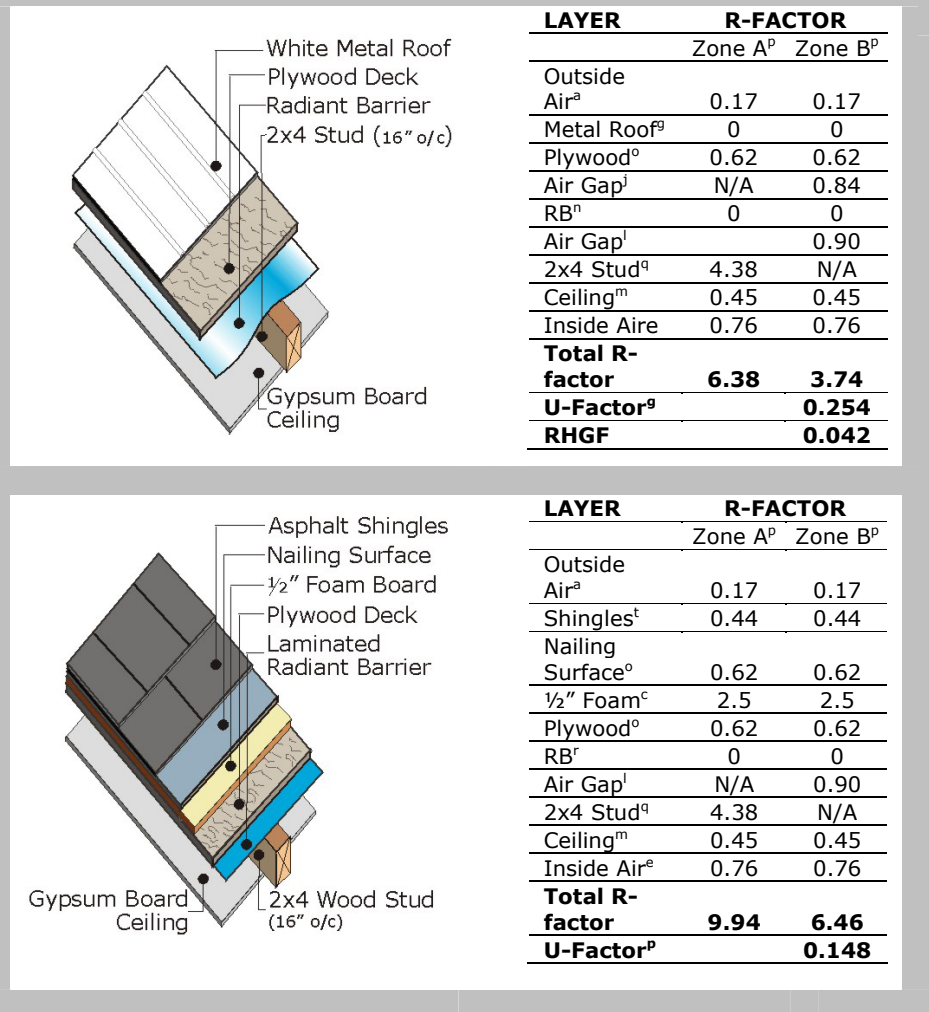 White Metal Roof
Plywood Deck
Radiant Barrier
2x4 Stud (16” o/c)
Gypsum Board
Ceiling
LAYER R-FACTOR
Zone Aᵖ Zone Bᵖ
Outside
Airᵃ 0.17 0.17
Metal Roofᵍ 0 0
Plywoodᵒ 0.62 0.62
Air Gapʲ N/A 0.84
RBⁿ 0 0
Air Gapˡ 0.90
2x4 Stud^q 4.38 N/A
Ceilingᵐ 0.45 0.45
Inside Aire 0.76 0.76
Total R-
factor 6.38 3.74
U-Factorᵍ 0.254
RHGF 0.042
Asphalt Shingles
Nailing Surface
½” Foam Board
Plywood Deck
Laminated
Radiant Barrier
Gypsum Board
Ceiling
2x4 Wood Stud
(16” o/c)
LAYER R-FACTOR
Zone Aᵖ Zone Bᵖ
Outside
Airᵃ 0.17 0.17
Shinglesᵗ 0.44 0.44
Nailing
Surfaceᵒ 0.62 0.62
½” Foamᶜ 2.5 2.5
Plywoodᵒ 0.62 0.62
RBʳ 0 0
Air Gapˡ N/A 0.90
2x4 Stud^q 4.38 N/A
Ceilingᵐ 0.45 0.45
Inside Airᵉ 0.76 0.76
Total R-
factor 9.94 6.46
U-Factorᵖ 0.148